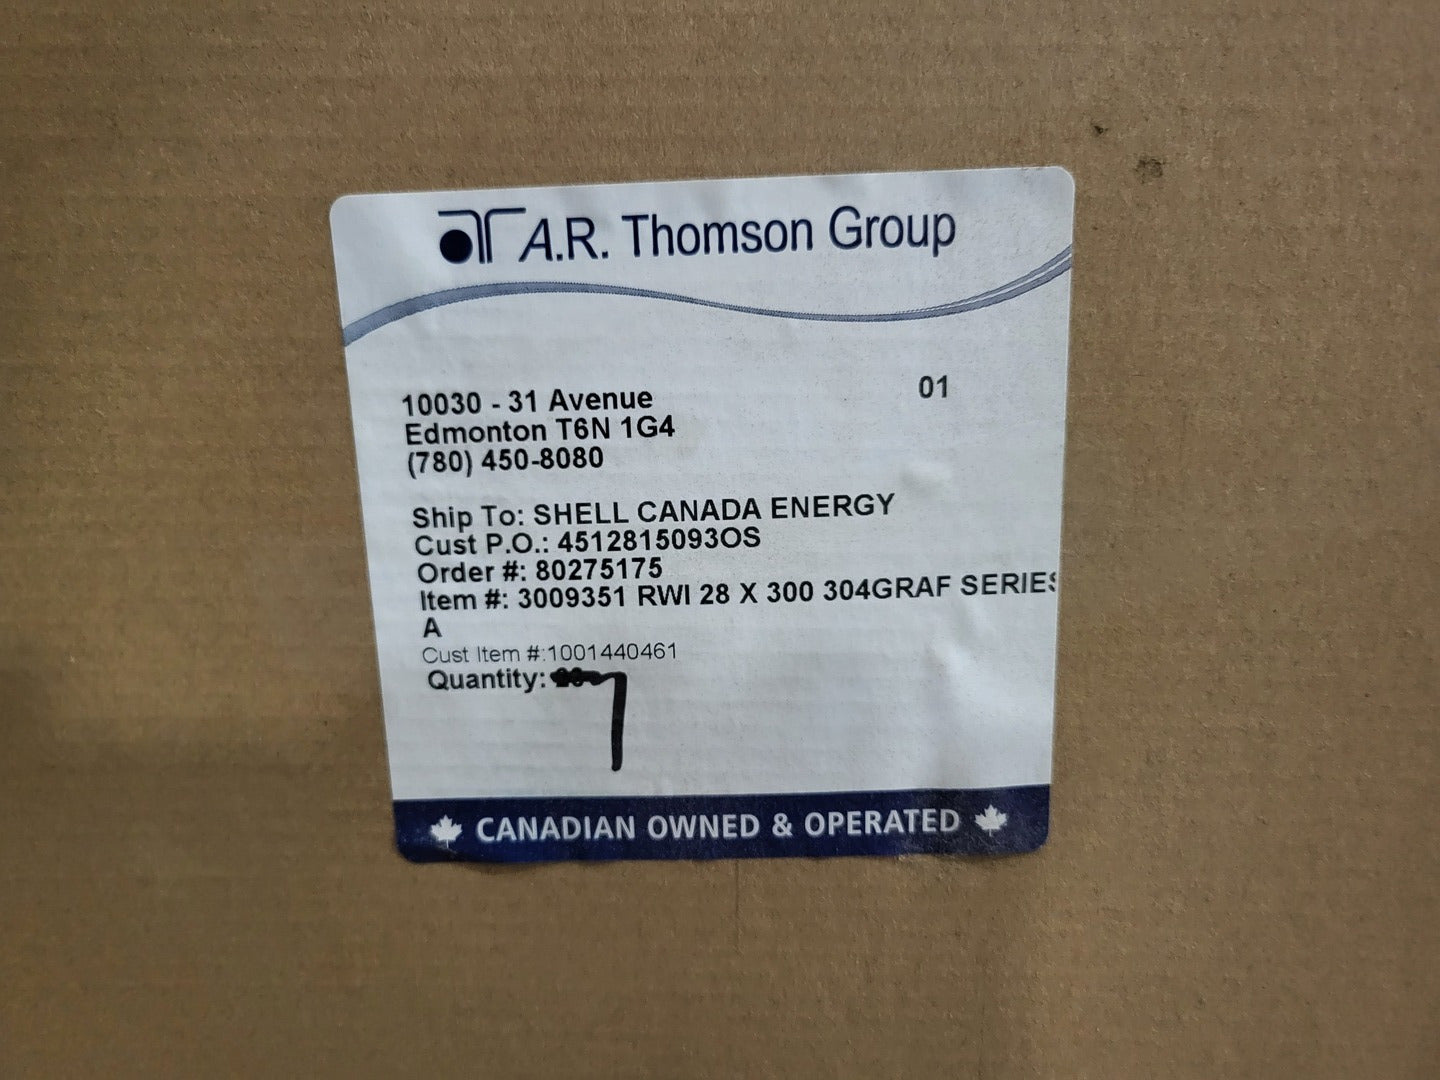 A.R. Thomson Group
01
10030 - 31 Avenue
Edmonton T6N 1G4
(780) 450-8080
Ship To: SHELL CANADA ENERGY
Cust P.O.: 4512815093OS
Order #: 80275175
Item #: 3009351 RWI 28 X 300 304GRAF SERIES
A
Cust Item #:1001440461
Quantity: 7
CANADIAN OWNED & OPERATED